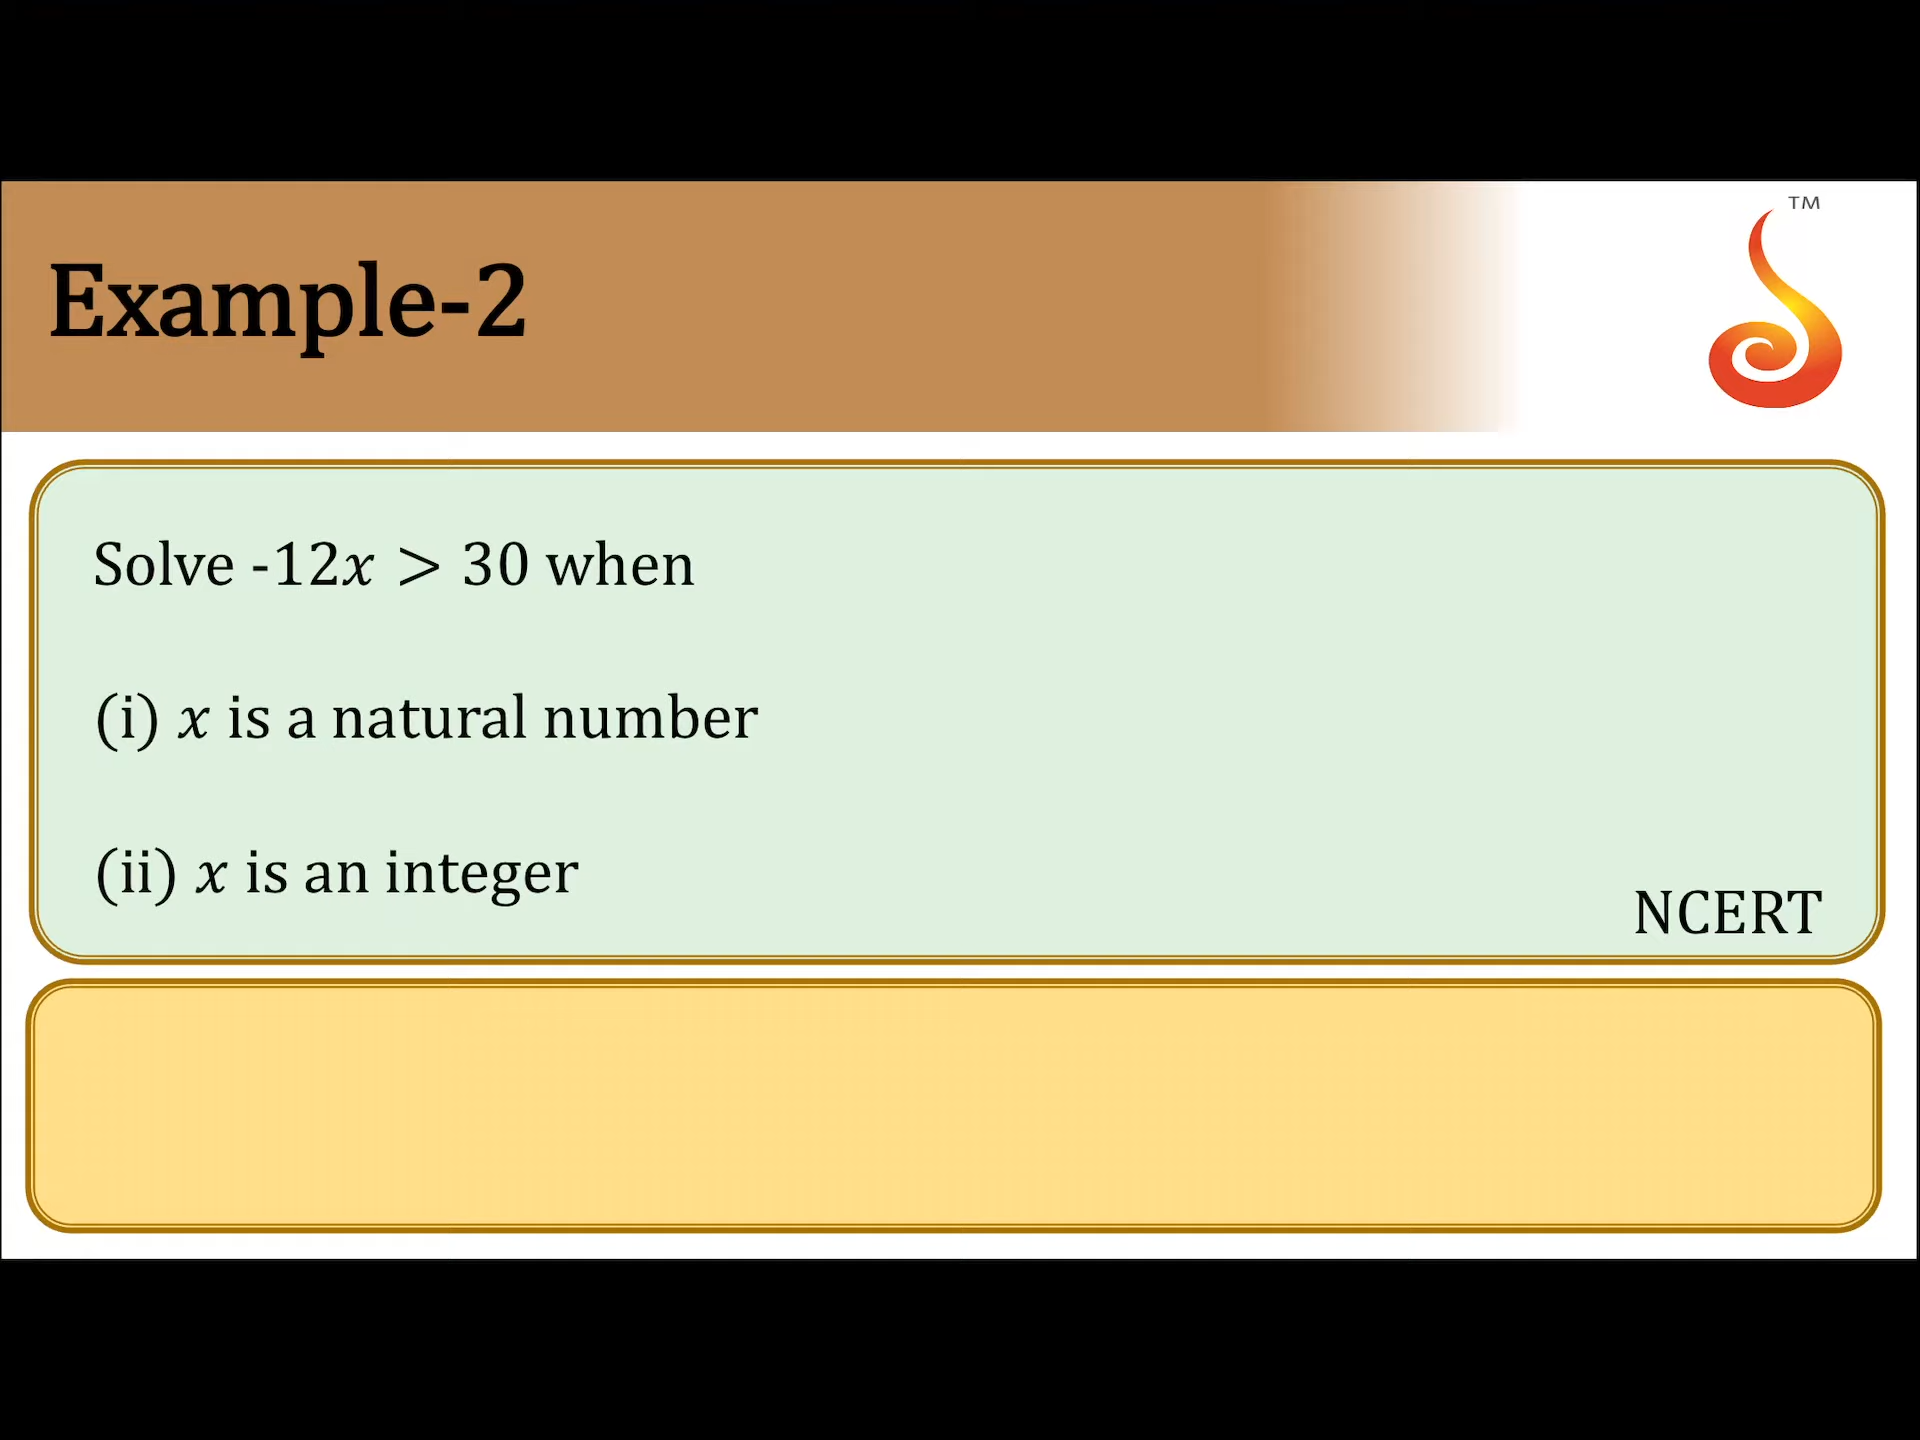 TM
Example-2
Solve -12x > 30 when
(i) x is a natural number
(ii) x is an integer
NCERT